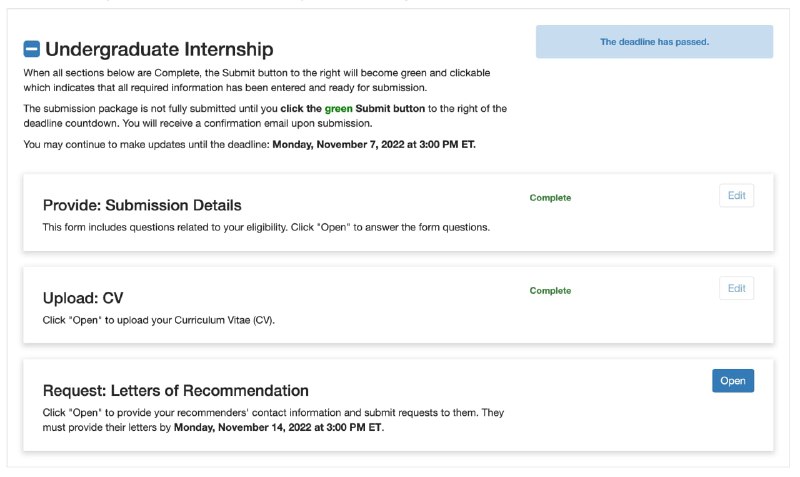 The deadline has passed.
Undergraduate Internship
When all sections below are Complete, the Submit button to the right will become green and clickable
which indicates that all required information has been entered and ready for submission.
The submission package is not fully submitted until you click the green Submit button to the right of the
deadline countdown. You will receive a confirmation email upon submission.
You may continue to make updates until the deadline: Monday, November 7, 2022 at 3:00 PM ET.
Provide: Submission Details
Complete
Edit
This form includes questions related to your eligibility. Click "Open" to answer the form questions.
Upload: CV
Complete
Edit
Click "Open" to upload your Curriculum Vitae (CV).
Request: Letters of Recommendation
Open
Click "Open" to provide your recommenders' contact information and submit requests to them. They
must provide their letters by Monday, November 14, 2022 at 3:00 PM ET.